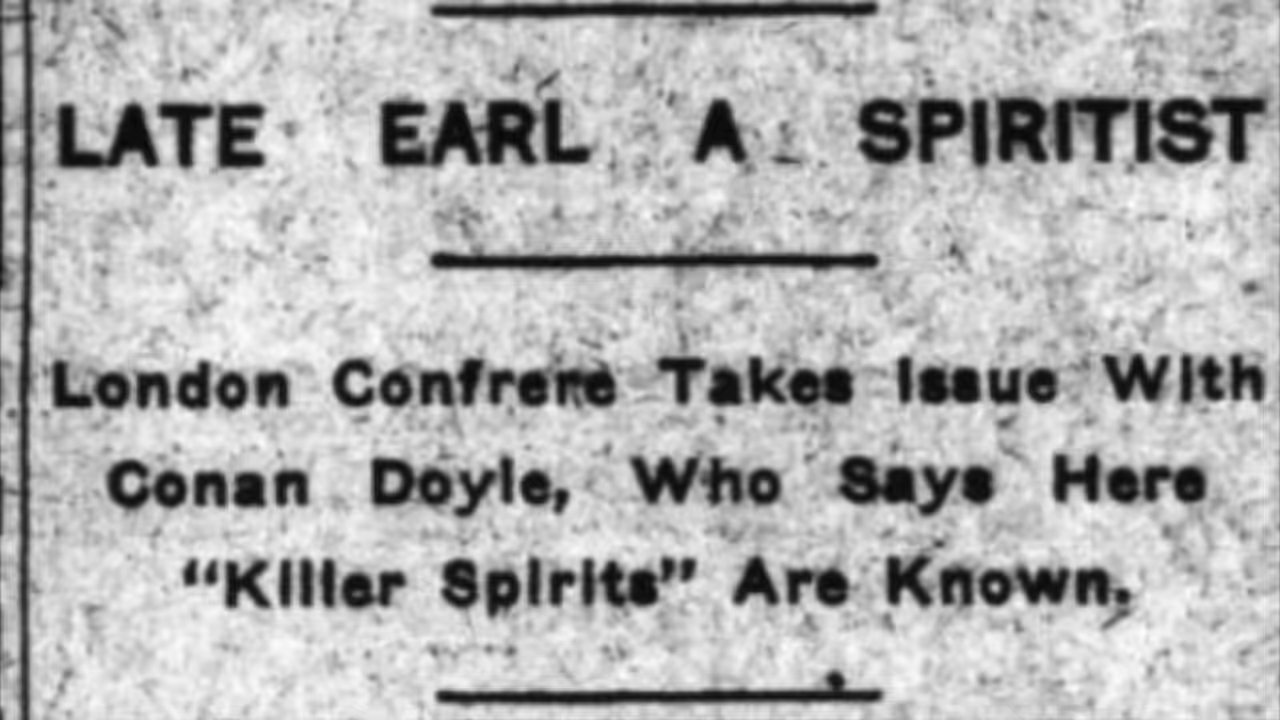 LATE EARL A SPIRITIST
London Confrere Takes Issue With
Conan Doyle, Who Says Here
“Killer Spirits” Are Known.